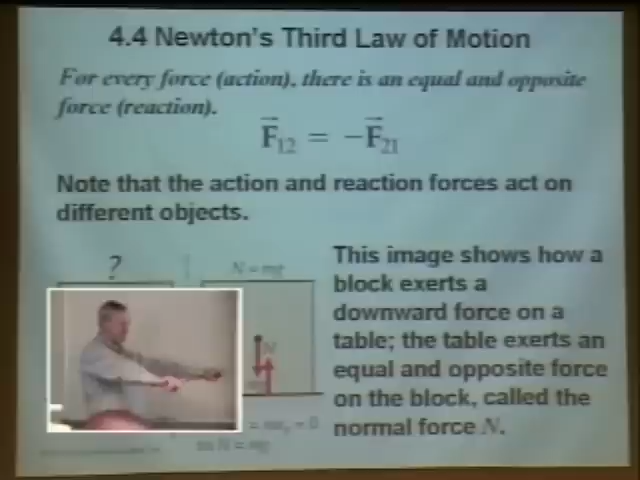 4.4 Newton's Third Law of Motion
For every force (action), there is an equal and opposite
force (reaction).
F₁₂ = −F₂₁
Note that the action and reaction forces act on
different objects.
?
N = mg
This image shows how a
block exerts a
downward force on a
table; the table exerts an
equal and opposite force
on the block, called the
normal force N.
N
= 0
so N = mg